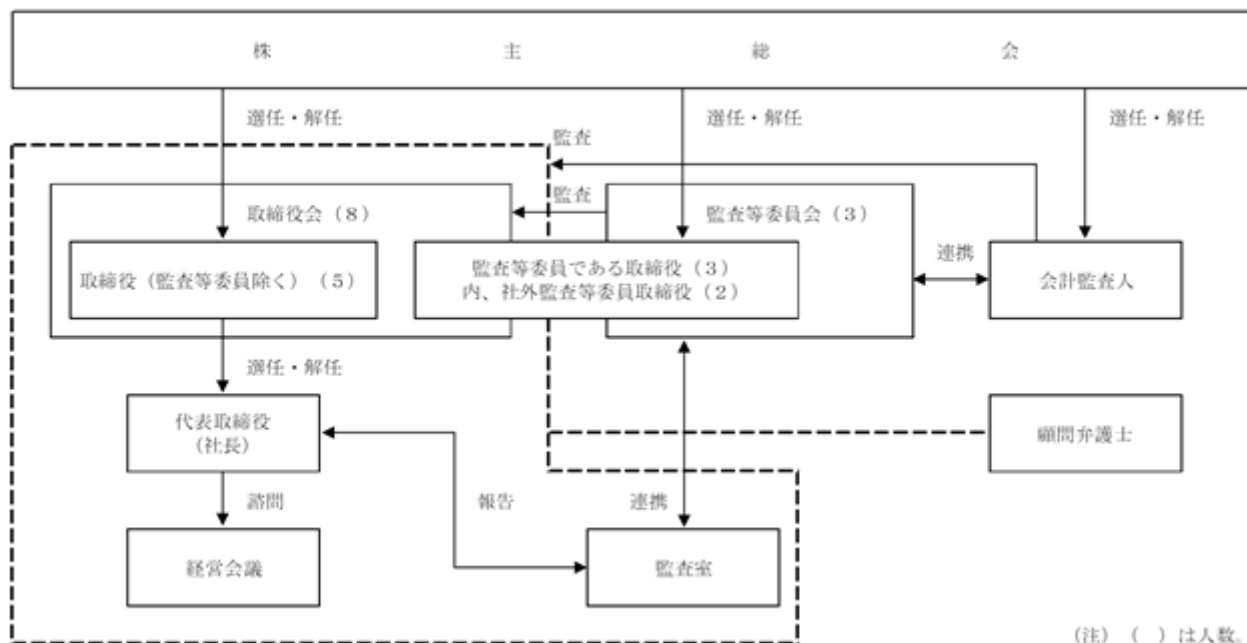 株主総会
選任・解任
選任・解任
選任・解任
監査
監査
取締役会（8）
監査等委員会（3）
取締役（監査等委員除く）（5）
監査等委員である取締役（3）
内、社外監査等委員取締役（2）
連携
会計監査人
選任・解任
代表取締役
（社長）
顧問弁護士
諮問
報告
連携
経営会議
監査室
（注）（　）は人数。